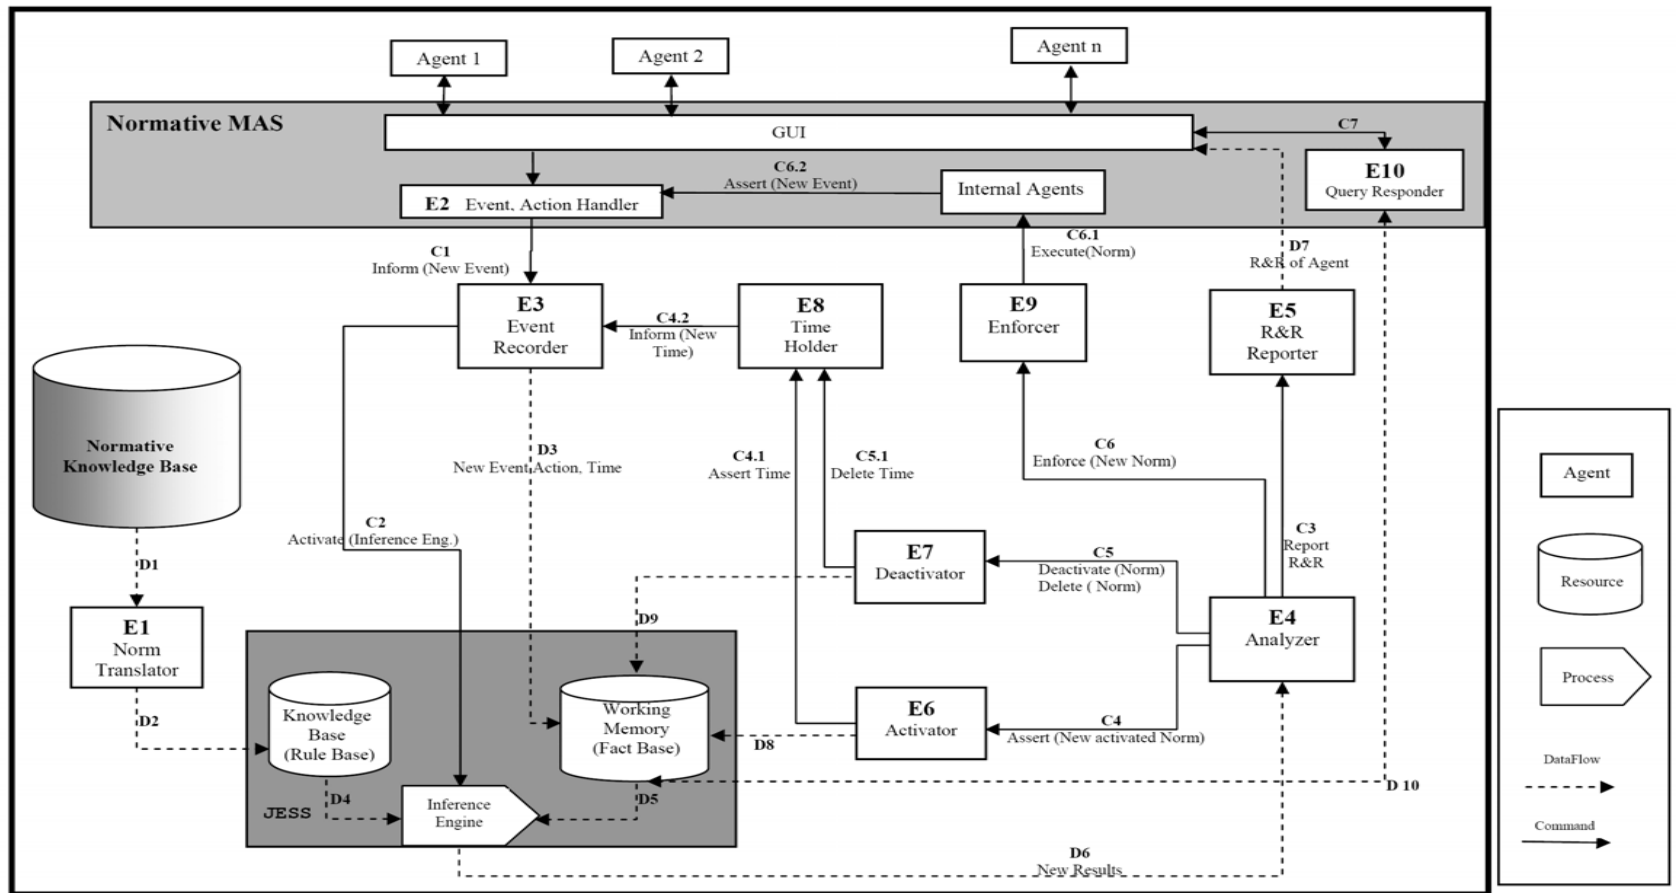 Agent 1
Agent 2
Agent n
Normative MAS
GUI
C7
C6.2
Assert (New Event)
E2 Event, Action Handler
Internal Agents
E10
Query Responder
C1
Inform (New Event)
C6.1
Execute(Norm)
D7
R&R of Agent
E3
Event
Recorder
C4.2
Inform (New
Time)
E8
Time
Holder
E9
Enforcer
E5
R&R
Reporter
Normative
Knowledge Base
D3
New Event,Action, Time
C4.1
Assert Time
C5.1
Delete Time
C6
Enforce (New Norm)
C2
Activate (Inference Eng.)
C3
Report
R&R
D1
E7
Deactivator
C5
Deactivate (Norm)
Delete ( Norm)
E1
Norm
Translator
D9
E4
Analyzer
D2
Knowledge
Base
(Rule Base)
Working
Memory
(Fact Base)
D8
E6
Activator
C4
Assert (New activated Norm)
JESS
D4
Inference
Engine
D5
D 10
D6
New Results
Agent
Resource
Process
DataFlow
Command